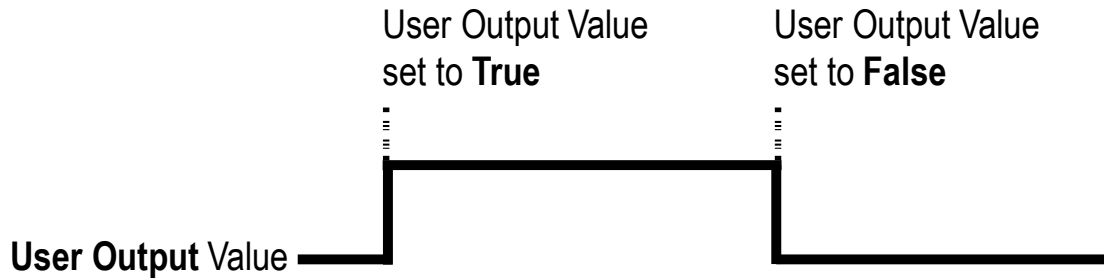 User Output Value
set to True
User Output Value
set to False
User Output Value